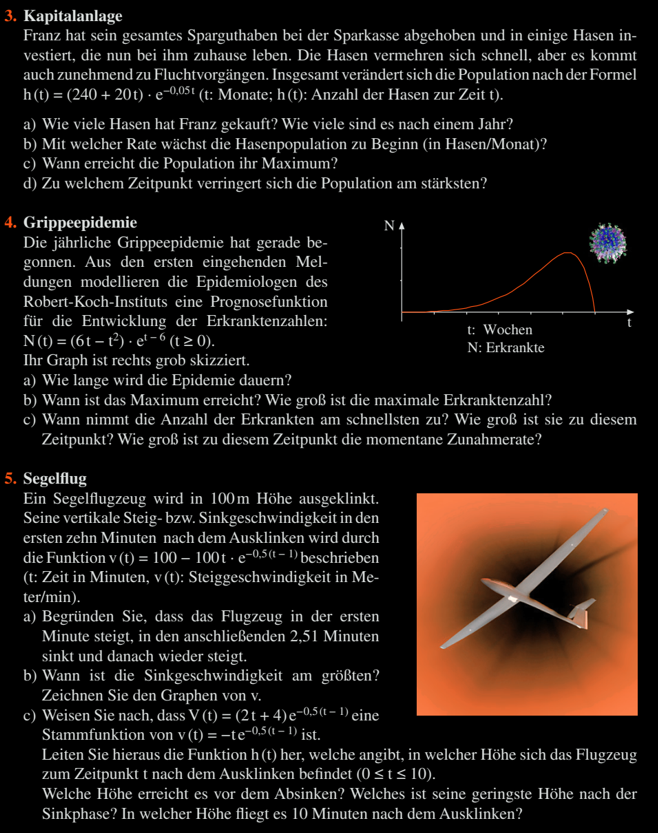 3. Kapitalanlage
Franz hat sein gesamtes Sparguthaben bei der Sparkasse abgehoben und in einige Hasen in-
vestiert, die nun bei ihm zuhause leben. Die Hasen vermehren sich schnell, aber es kommt
auch zunehmend zu Fluchtvorgängen. Insgesamt verändert sich die Population nach der Formel
h(t) = (240 + 20t) · e^{−0,05t} (t: Monate; h(t): Anzahl der Hasen zur Zeit t).
a) Wie viele Hasen hat Franz gekauft? Wie viele sind es nach einem Jahr?
b) Mit welcher Rate wächst die Hasenpopulation zu Beginn (in Hasen/Monat)?
c) Wann erreicht die Population ihr Maximum?
d) Zu welchem Zeitpunkt verringert sich die Population am stärksten?
4. Grippeepidemie
Die jährliche Grippeepidemie hat gerade be-
gonnen. Aus den ersten eingehenden Mel-
dungen modellieren die Epidemiologen des
Robert-Koch-Instituts eine Prognosefunktion
für die Entwicklung der Erkranktenzahlen:
N(t) = (6t − t²) · e^{t − 6} (t ≥ 0).
Ihr Graph ist rechts grob skizziert.
N
t
t: Wochen
N: Erkrankte
a) Wie lange wird die Epidemie dauern?
b) Wann ist das Maximum erreicht? Wie groß ist die maximale Erkranktenzahl?
c) Wann nimmt die Anzahl der Erkrankten am schnellsten zu? Wie groß ist sie zu diesem
Zeitpunkt? Wie groß ist zu diesem Zeitpunkt die momentane Zunahmerate?
5. Segelflug
Ein Segelflugzeug wird in 100 m Höhe ausgeklinkt.
Seine vertikale Steig- bzw. Sinkgeschwindigkeit in den
ersten zehn Minuten nach dem Ausklinken wird durch
die Funktion v(t) = 100 − 100t · e^{−0,5(t − 1)} beschrieben
(t: Zeit in Minuten, v(t): Steiggeschwindigkeit in Me-
ter/min).
a) Begründen Sie, dass das Flugzeug in der ersten
Minute steigt, in den anschließenden 2,51 Minuten
sinkt und danach wieder steigt.
b) Wann ist die Sinkgeschwindigkeit am größten?
Zeichnen Sie den Graphen von v.
c) Weisen Sie nach, dass V(t) = (2t + 4)e^{−0,5(t − 1)} eine
Stammfunktion von v(t) = −te^{−0,5(t − 1)} ist.
Leiten Sie hieraus die Funktion h(t) her, welche angibt, in welcher Höhe sich das Flugzeug
zum Zeitpunkt t nach dem Ausklinken befindet (0 ≤ t ≤ 10).
Welche Höhe erreicht es vor dem Absinken? Welches ist seine geringste Höhe nach der
Sinkphase? In welcher Höhe fliegt es 10 Minuten nach dem Ausklinken?